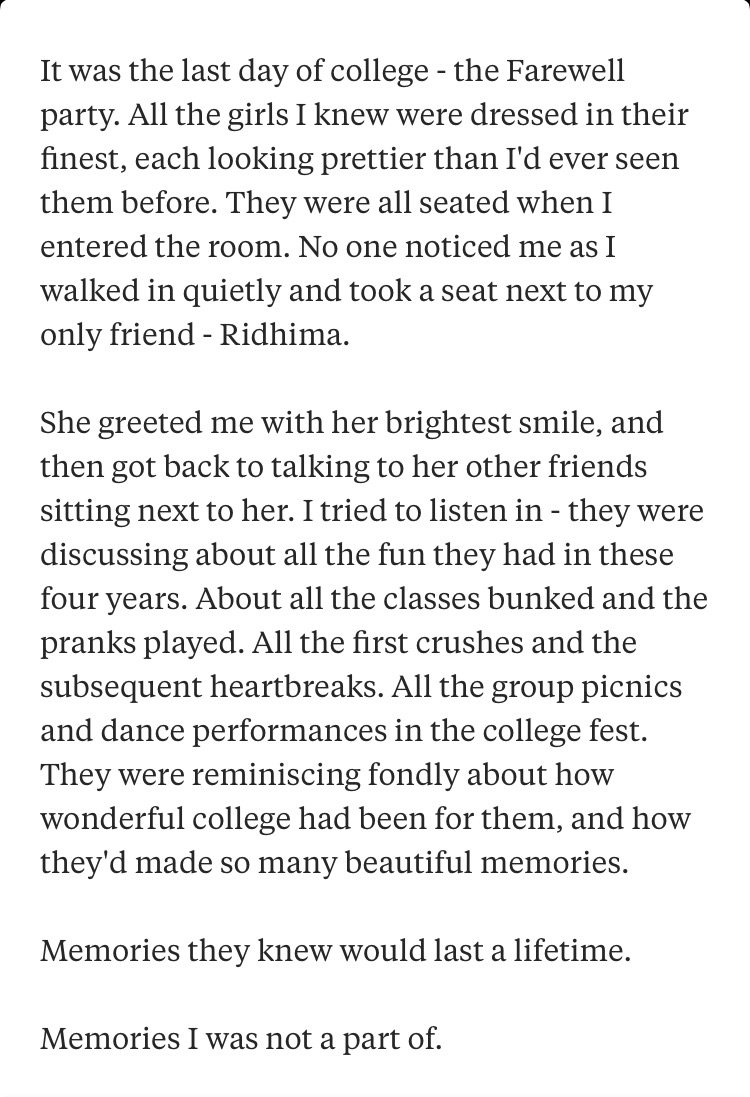 It was the last day of college - the Farewell
party. All the girls I knew were dressed in their
finest, each looking prettier than I'd ever seen
them before. They were all seated when I
entered the room. No one noticed me as I
walked in quietly and took a seat next to my
only friend - Ridhima.
She greeted me with her brightest smile, and
then got back to talking to her other friends
sitting next to her. I tried to listen in - they were
discussing about all the fun they had in these
four years. About all the classes bunked and the
pranks played. All the first crushes and the
subsequent heartbreaks. All the group picnics
and dance performances in the college fest.
They were reminiscing fondly about how
wonderful college had been for them, and how
they'd made so many beautiful memories.
Memories they knew would last a lifetime.
Memories I was not a part of.